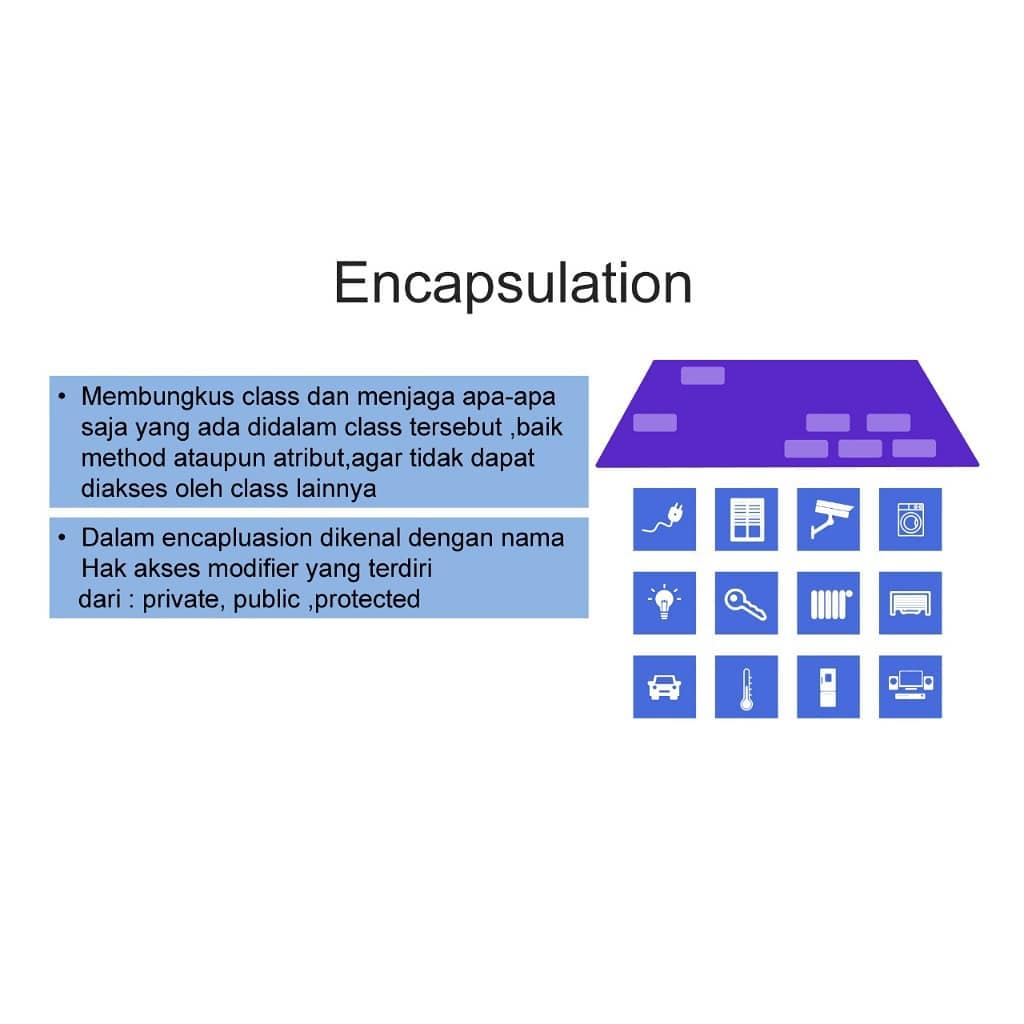 Encapsulation
• Membungkus class dan menjaga apa-apa
saja yang ada didalam class tersebut ,baik
method ataupun atribut,agar tidak dapat
diakses oleh class lainnya
• Dalam encapluasion dikenal dengan nama
Hak akses modifier yang terdiri
dari : private, public ,protected